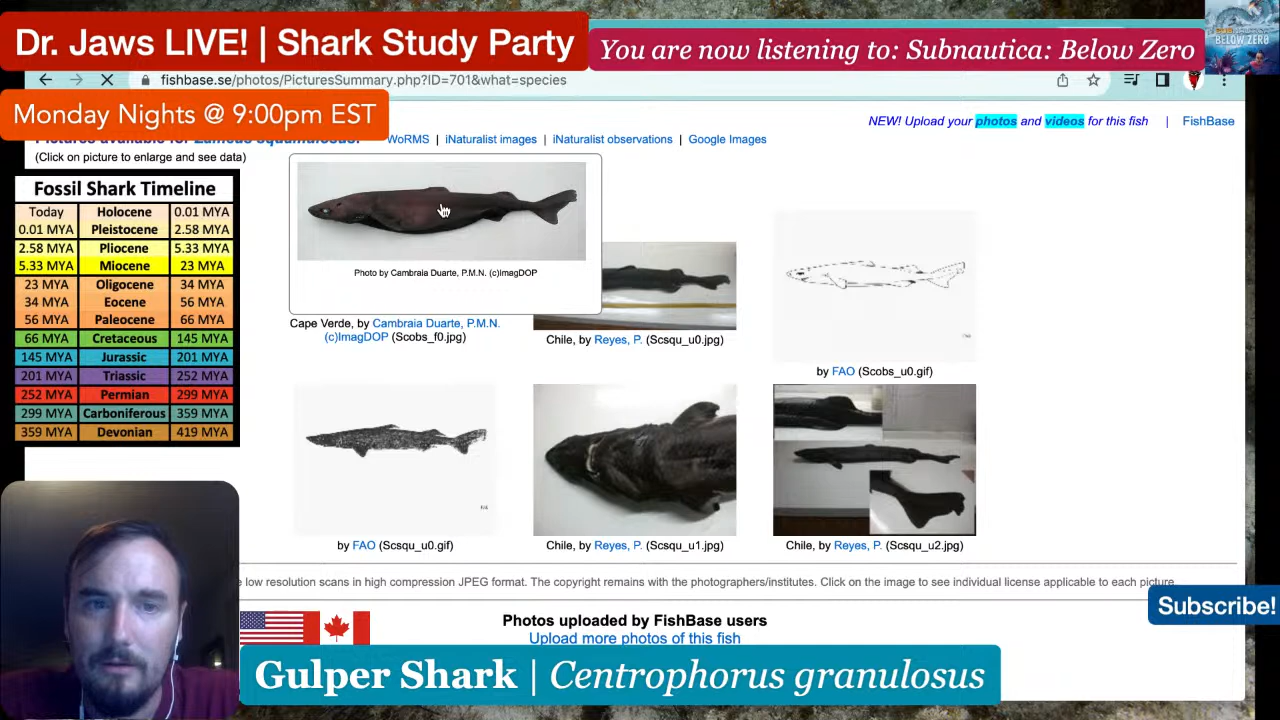 Dr. Jaws LIVE! | Shark Study Party
You are now listening to: Subnautica: Below Zero
BELOW ZERO
fishbase.se/photos/PicturesSummary.php?ID=701&what=species
Monday Nights @ 9:00pm EST
NEW! Upload your photos and videos for this fish | FishBase
WoRMS | iNaturalist images | iNaturalist observations | Google Images
(Click on picture to enlarge and see data)
Fossil Shark Timeline
Today Holocene 0.01 MYA
0.01 MYA Pleistocene 2.58 MYA
2.58 MYA Pliocene 5.33 MYA
5.33 MYA Miocene 23 MYA
23 MYA Oligocene 34 MYA
34 MYA Eocene 56 MYA
56 MYA Paleocene 66 MYA
66 MYA Cretaceous 145 MYA
145 MYA Jurassic 201 MYA
201 MYA Triassic 252 MYA
252 MYA Permian 299 MYA
299 MYA Carboniferous 359 MYA
359 MYA Devonian 419 MYA
Photo by Cambraia Duarte, P.M.N. (c)ImagDOP
Cape Verde, by Cambraia Duarte, P.M.N.
(c)ImagDOP (Scobs_f0.jpg)
Chile, by Reyes, P. (Scsqu_u0.jpg)
by FAO (Scobs_u0.gif)
by FAO (Scsqu_u0.gif)
Chile, by Reyes, P. (Scsqu_u1.jpg)
Chile, by Reyes, P. (Scsqu_u2.jpg)
low resolution scans in high compression JPEG format. The copyright remains with the photographers/institutes. Click on the image to see individual license applicable to each picture.
Photos uploaded by FishBase users
Upload more photos of this fish
Subscribe!
Gulper Shark | Centrophorus granulosus